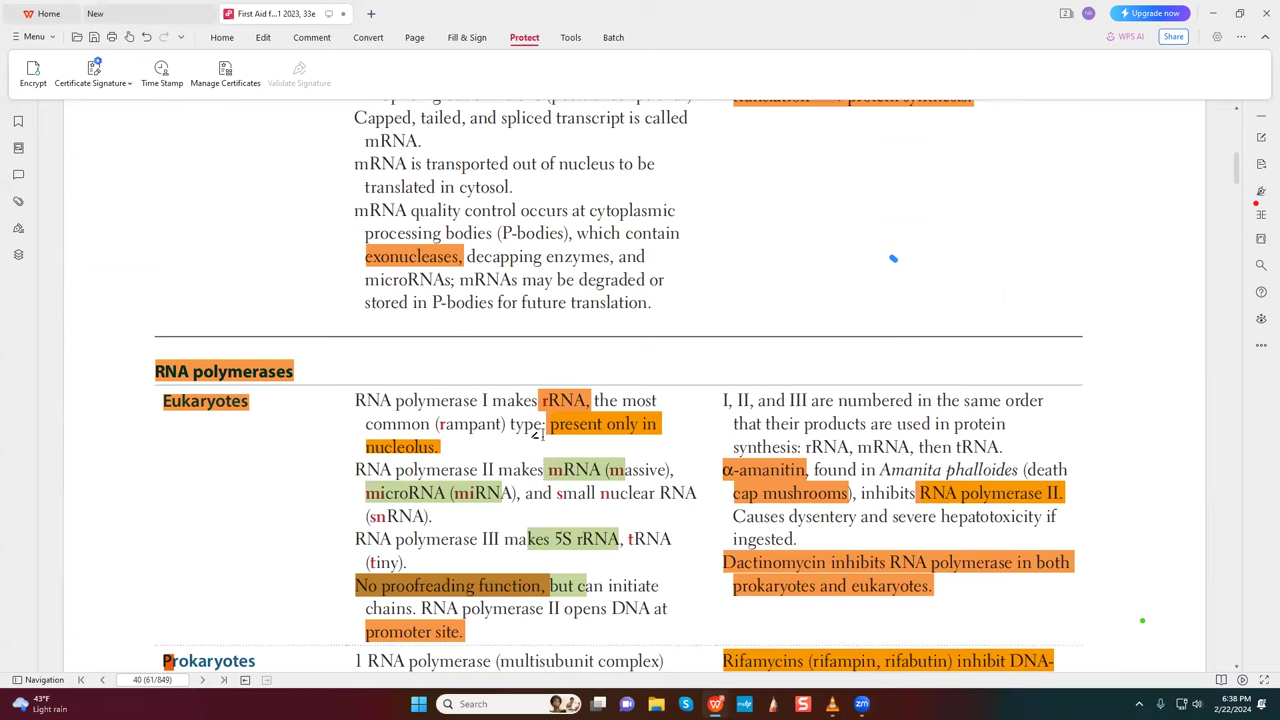 Home
New
First Aid f...1 2023, 33e
Upgrade now
Menu
Home
Edit
Comment
Convert
Page
Fill & Sign
Protect
Tools
Batch
WPS AI
Share
Encrypt
Certificate Signature
Time Stamp
Manage Certificates
Validate Signature
Capped, tailed, and spliced transcript is called
mRNA.
mRNA is transported out of nucleus to be
translated in cytosol.
mRNA quality control occurs at cytoplasmic
processing bodies (P-bodies), which contain
exonucleases, decapping enzymes, and
microRNAs; mRNAs may be degraded or
stored in P-bodies for future translation.
RNA polymerases
Eukaryotes
RNA polymerase I makes rRNA, the most
common (rampant) type; present only in
nucleolus.
RNA polymerase II makes mRNA (massive),
microRNA (miRNA), and small nuclear RNA
(snRNA).
RNA polymerase III makes 5S rRNA, tRNA
(tiny).
No proofreading function, but can initiate
chains. RNA polymerase II opens DNA at
promoter site.
I, II, and III are numbered in the same order
that their products are used in protein
synthesis: rRNA, mRNA, then tRNA.
α-amanitin, found in Amanita phalloides (death
cap mushrooms), inhibits RNA polymerase II.
Causes dysentery and severe hepatotoxicity if
ingested.
Dactinomycin inhibits RNA polymerase in both
prokaryotes and eukaryotes.
Prokaryotes
1 RNA polymerase (multisubunit complex)
Rifamycins (rifampin, rifabutin) inhibit DNA-
Navigation
40 (61/849)
43°F
Light rain
Search
6:38 PM
2/22/2024